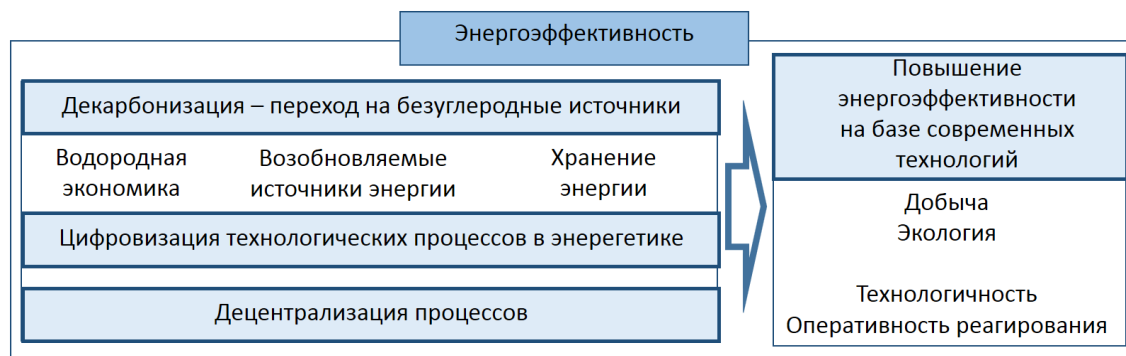 Энергоэффективность
Декарбонизация – переход на безуглеродные источники
Водородная
экономика
Возобновляемые
источники энергии
Хранение
энергии
Цифровизация технологических процессов в энерегетике
Децентрализация процессов
Повышение
энергоэффективности
на базе современных
технологий
Добыча
Экология
Технологичность
Оперативность реагирования